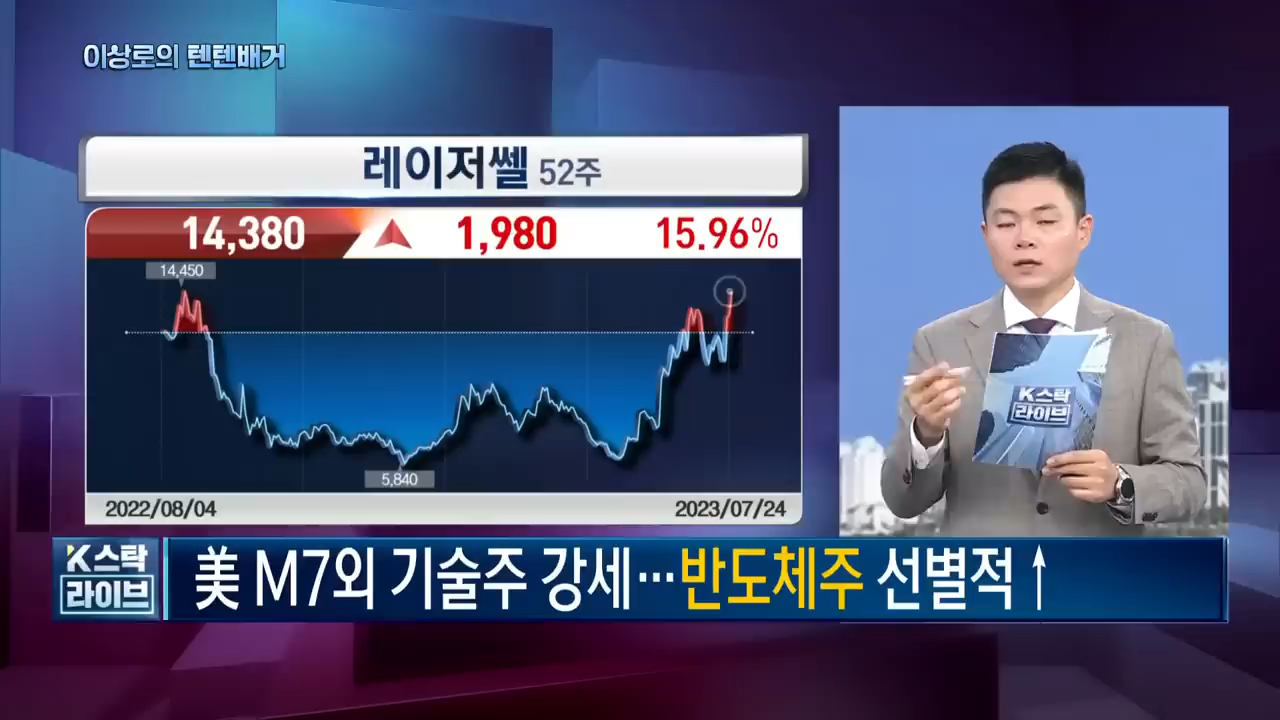 이상로의 텐텐배거
레이저쎌 52주
14,380 ▲ 1,980 15.96%
14,450
5,840
2022/08/04 2023/07/24
K스탁
라이브
K스탁
라이브
美 M7외 기술주 강세…반도체주 선별적↑